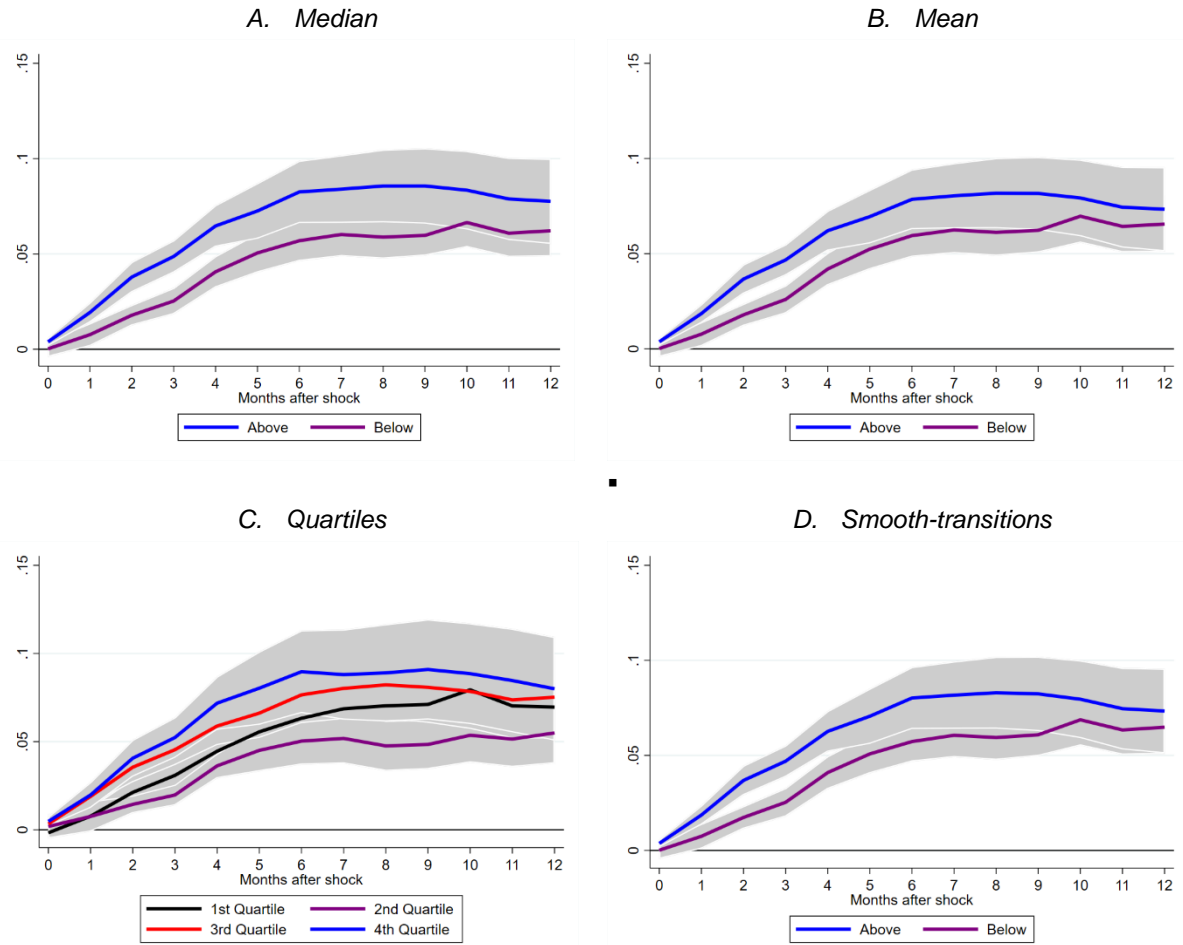 A. Median
B. Mean
.15
.1
.05
0
0 1 2 3 4 5 6 7 8 9 10 11 12
Months after shock
Above Below
.15
.1
.05
0
0 1 2 3 4 5 6 7 8 9 10 11 12
Months after shock
Above Below
C. Quartiles
D. Smooth-transitions
.15
.1
.05
0
0 1 2 3 4 5 6 7 8 9 10 11 12
Months after shock
1st Quartile 2nd Quartile
3rd Quartile 4th Quartile
.15
.1
.05
0
0 1 2 3 4 5 6 7 8 9 10 11 12
Months after shock
Above Below